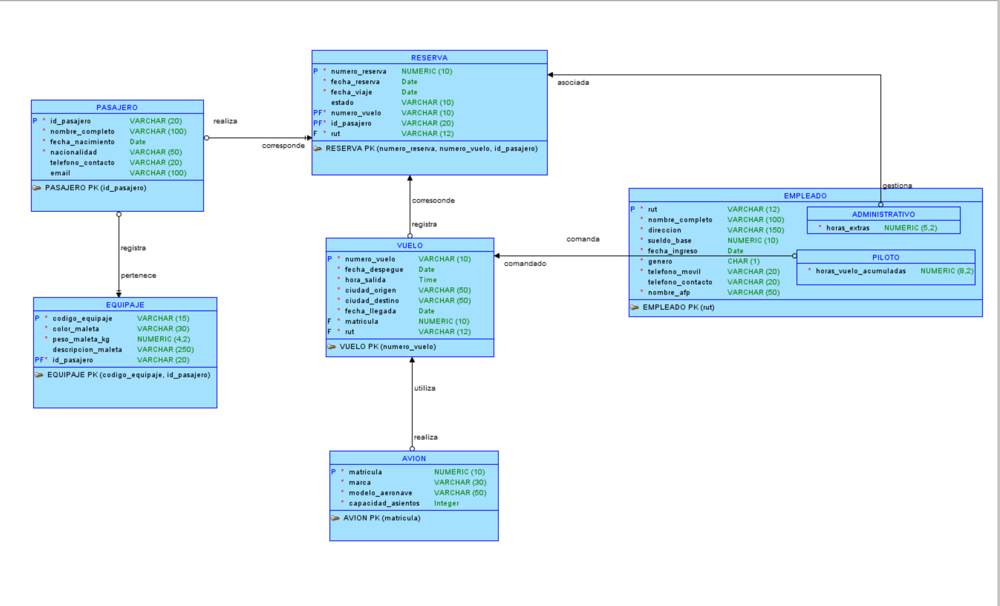 RESERVA
P * numero_reserva NUMERIC (10)
* fecha_reserva Date
* fecha_viaje Date
estado VARCHAR (10)
PF* numero_vuelo VARCHAR (10)
PF* id_pasajero VARCHAR (20)
F * rut VARCHAR (12)
RESERVA PK (numero_reserva, numero_vuelo, id_pasajero)
asociada
PASAJERO
P * id_pasajero VARCHAR (20)
* nombre_completo VARCHAR (100)
* fecha_nacimiento Date
* nacionalidad VARCHAR (50)
telefono_contacto VARCHAR (20)
email VARCHAR (100)
PASAJERO PK (id_pasajero)
realiza
corresponde
gestiona
EMPLEADO
P * rut VARCHAR (12)
* nombre_completo VARCHAR (100)
* direccion VARCHAR (150)
* sueldo_base NUMERIC (10)
* fecha_ingreso Date
* genero CHAR (1)
* telefono_movil VARCHAR (20)
telefono_contacto VARCHAR (20)
* nombre_afp VARCHAR (50)
EMPLEADO PK (rut)
ADMINISTRATIVO
* horas_extras NUMERIC (5,2)
PILOTO
* horas_vuelo_acumuladas NUMERIC (8,2)
corresponde
registra
comanda
comandado
VUELO
P * numero_vuelo VARCHAR (10)
* fecha_despegue Date
* hora_salida Time
* ciudad_origen VARCHAR (50)
* ciudad_destino VARCHAR (50)
* fecha_llegada Date
F * matricula NUMERIC (10)
F * rut VARCHAR (12)
VUELO PK (numero_vuelo)
registra
pertenece
EQUIPAJE
P * codigo_equipaje VARCHAR (15)
* color_maleta VARCHAR (30)
* peso_maleta_kg NUMERIC (4,2)
descripcion_maleta VARCHAR (250)
PF* id_pasajero VARCHAR (20)
EQUIPAJE PK (codigo_equipaje, id_pasajero)
utiliza
realiza
AVION
P * matricula NUMERIC (10)
* marca VARCHAR (30)
* modelo_aeronave VARCHAR (50)
* capacidad_asientos Integer
AVION PK (matricula)